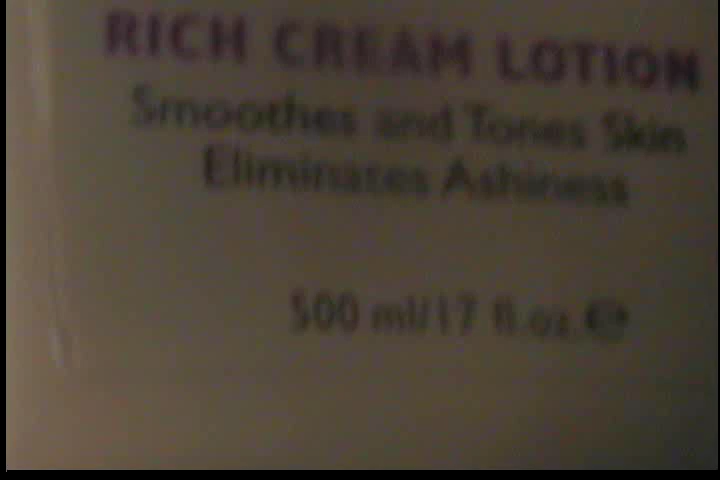 RICH CREAM LOTION
Smoothes and Tones Skin
Eliminates Ashiness
500 ml/17 fl.oz. ℮